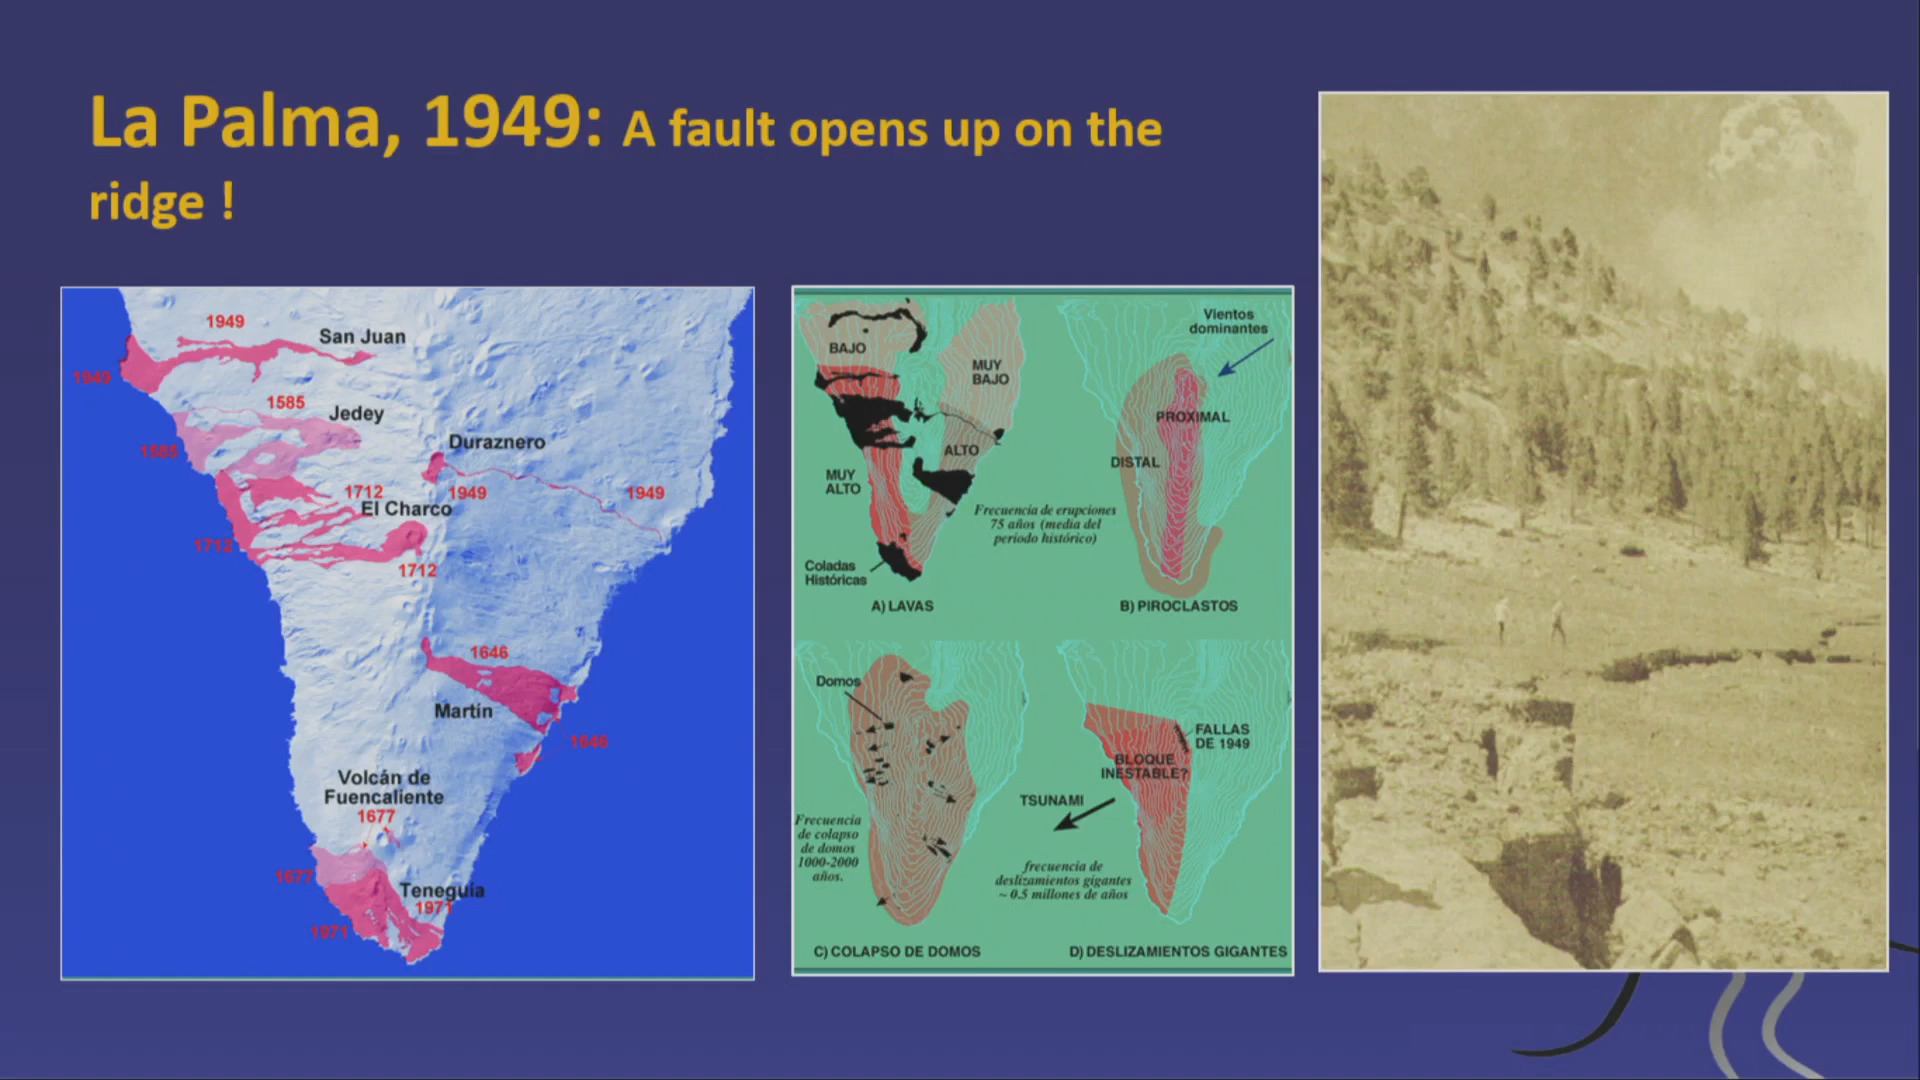 La Palma, 1949: A fault opens up on the
ridge !
1949
San Juan
1949
1585
Jedey
1585
Duraznero
1712
1949
1949
El Charco
1712
1712
1646
Martín
1646
Volcán de
Fuencaliente
1677
1677
Teneguía
1971
1971
BAJO
MUY
BAJO
ALTO
MUY
ALTO
Frecuencia de erupciones
75 años (media del
periodo histórico)
Coladas
Históricas
A) LAVAS
Vientos
dominantes
PROXIMAL
DISTAL
B) PIROCLASTOS
Domos
Frecuencia
de colapso
de domos
1000-2000
años.
C) COLAPSO DE DOMOS
FALLAS
DE 1949
BLOQUE
INESTABLE?
TSUNAMI
frecuencia de
deslizamientos gigantes
~ 0.5 millones de años
D) DESLIZAMIENTOS GIGANTES